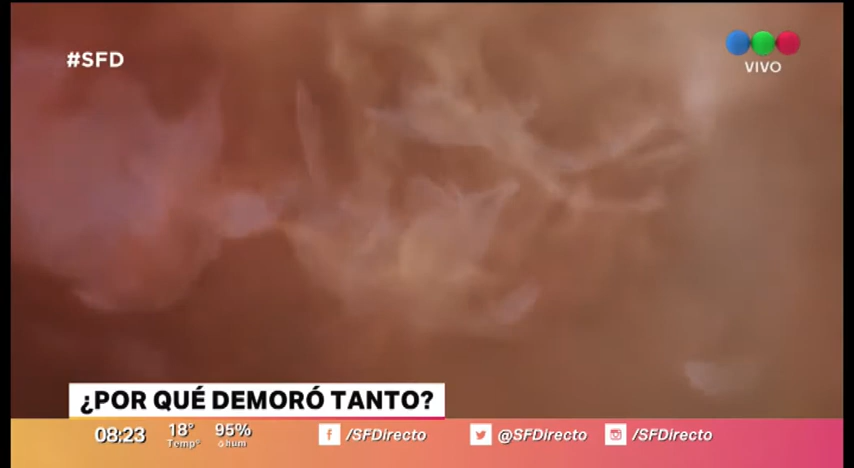 #SFD
VIVO
¿POR QUÉ DEMORÓ TANTO?
08:23
18° 95%
Temp° hum
/SFDirecto @SFDirecto /SFDirecto